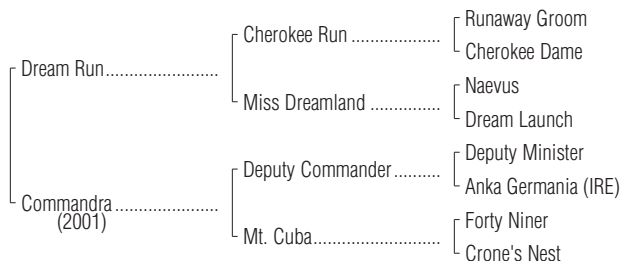 Runaway Groom
Cherokee Run ....................
Cherokee Dame
Dream Run.........................
Naevus
Miss Dreamland ................
Dream Launch
Deputy Minister
Deputy Commander ..........
Anka Germania (IRE)
Commandra .......................
(2001)
Forty Niner
Mt. Cuba............................
Crone's Nest